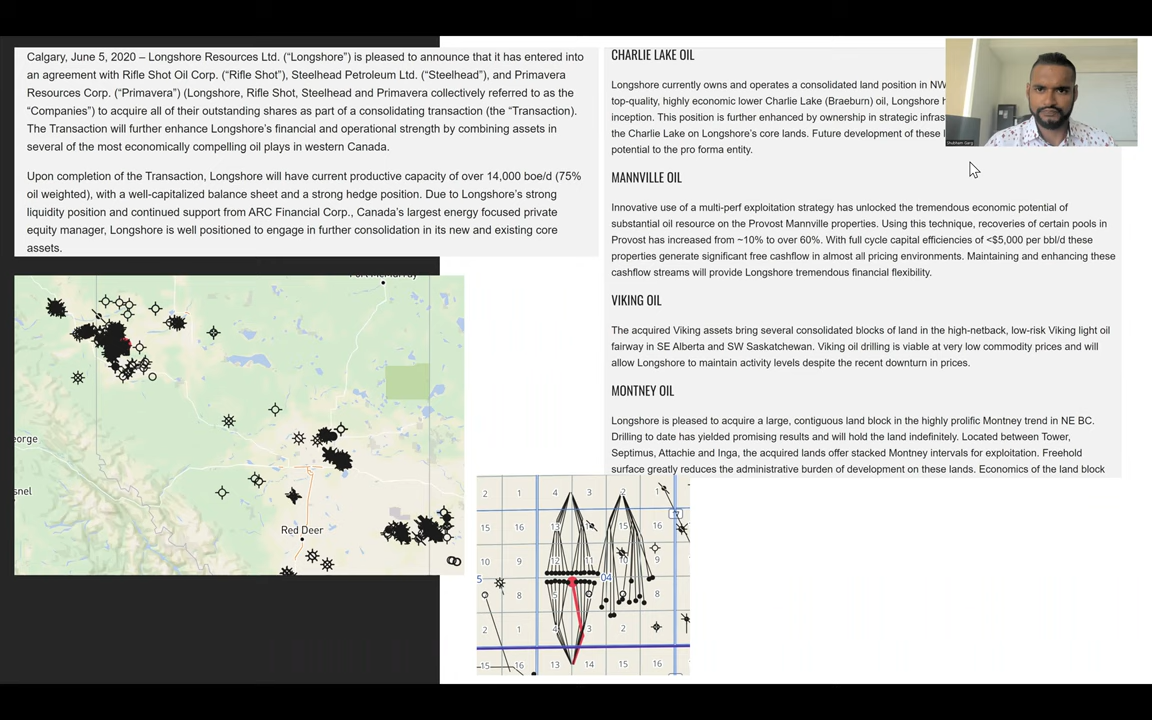 Calgary, June 5, 2020 – Longshore Resources Ltd. (“Longshore”) is pleased to announce that it has entered into
an agreement with Rifle Shot Oil Corp. (“Rifle Shot”), Steelhead Petroleum Ltd. (“Steelhead”), and Primavera
Resources Corp. (“Primavera”) (Longshore, Rifle Shot, Steelhead and Primavera collectively referred to as the
“Companies”) to acquire all of their outstanding shares as part of a consolidating transaction (the “Transaction).
The Transaction will further enhance Longshore’s financial and operational strength by combining assets in
several of the most economically compelling oil plays in western Canada.
Upon completion of the Transaction, Longshore will have current productive capacity of over 14,000 boe/d (75%
oil weighted), with a well-capitalized balance sheet and a strong hedge position. Due to Longshore’s strong
liquidity position and continued support from ARC Financial Corp., Canada’s largest energy focused private
equity manager, Longshore is well positioned to engage in further consolidation in its new and existing core
assets.
CHARLIE LAKE OIL
Longshore currently owns and operates a consolidated land position in NW
top-quality, highly economic lower Charlie Lake (Braeburn) oil, Longshore h
inception. This position is further enhanced by ownership in strategic infras
the Charlie Lake on Longshore’s core lands. Future development of these l
potential to the pro forma entity.
MANNVILLE OIL
Innovative use of a multi-perf exploitation strategy has unlocked the tremendous economic potential of
substantial oil resource on the Provost Mannville properties. Using this technique, recoveries of certain pools in
Provost has increased from ~10% to over 60%. With full cycle capital efficiencies of <$5,000 per bbl/d these
properties generate significant free cashflow in almost all pricing environments. Maintaining and enhancing these
cashflow streams will provide Longshore tremendous financial flexibility.
VIKING OIL
The acquired Viking assets bring several consolidated blocks of land in the high-netback, low-risk Viking light oil
fairway in SE Alberta and SW Saskatchewan. Viking oil drilling is viable at very low commodity prices and will
allow Longshore to maintain activity levels despite the recent downturn in prices.
MONTNEY OIL
Longshore is pleased to acquire a large, contiguous land block in the highly prolific Montney trend in NE BC.
Drilling to date has yielded promising results and will hold the land indefinitely. Located between Tower,
Septimus, Attachie and Inga, the acquired lands offer stacked Montney intervals for exploitation. Freehold
surface greatly reduces the administrative burden of development on these lands. Economics of the land block
Shubham Garg
eorge
snel
Red Deer
2 1 4 3 2 1
15 16 13 15 16
10 9 12 11 10 9
5 04
8 5 8
2 1 4 3 2
15 16 13 14 15 16